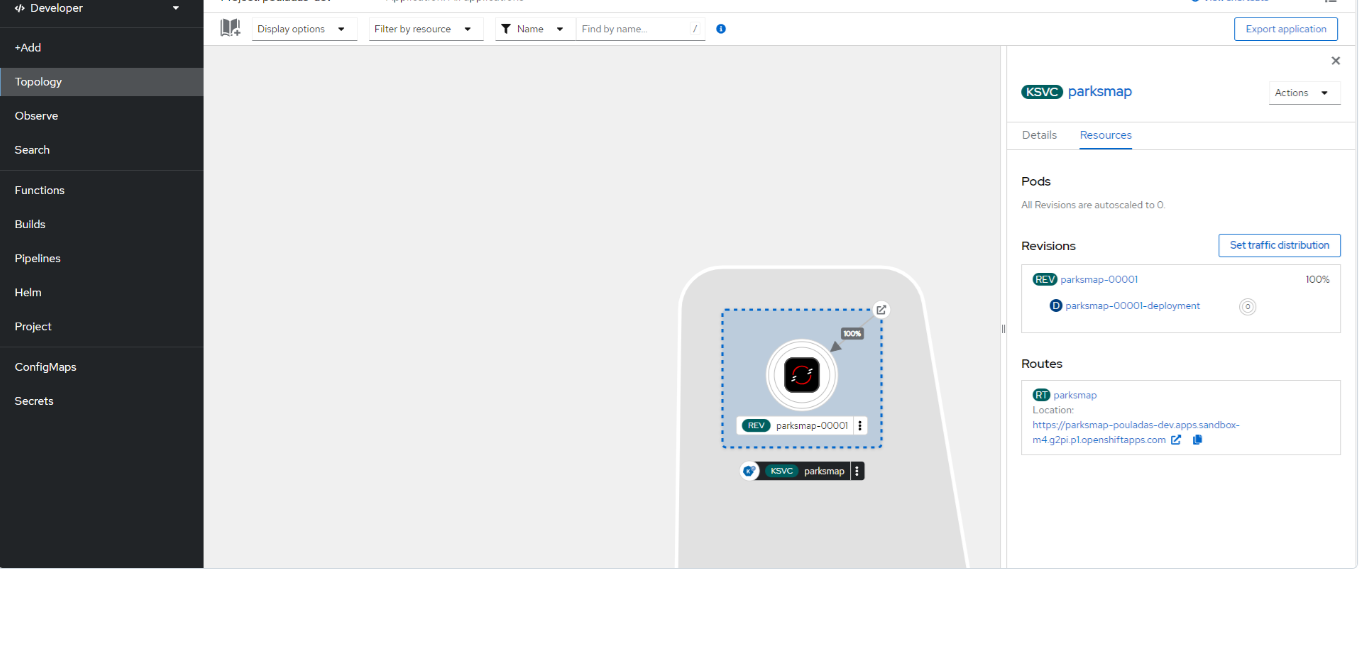 Developer
+Add
Topology
Observe
Search
Functions
Builds
Pipelines
Helm
Project
ConfigMaps
Secrets
Display options
Filter by resource
Name
Find by name...
/
Export application
100%
REV parksmap-00001
KSVC parksmap
KSVC parksmap
Actions
Details
Resources
Pods
All Revisions are autoscaled to 0.
Revisions
Set traffic distribution
REV parksmap-00001 100%
D parksmap-00001-deployment 0
Routes
RT parksmap
Location:
https://parksmap-pouladas-dev.apps.sandbox-
m4.g2pi.p1.openshiftapps.com